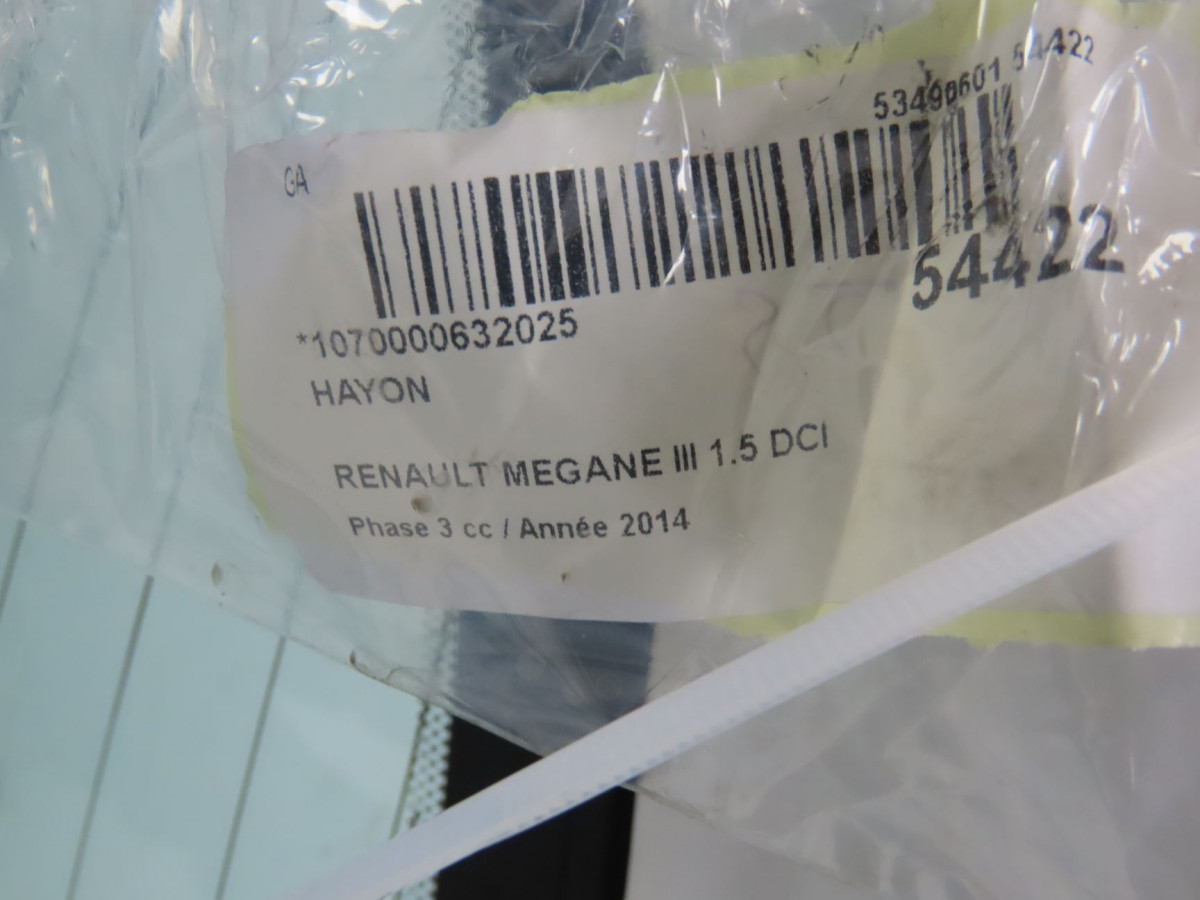 53490601 54422
GA
54422
*1070000632025
HAYON
RENAULT MEGANE III 1.5 DCI
Phase 3 cc / Année 2014